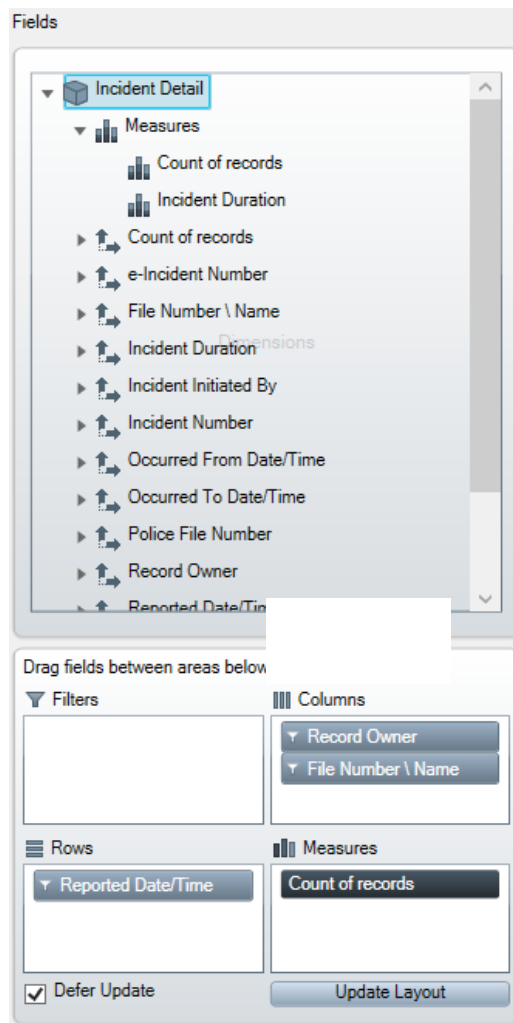 Fields
Incident Detail
Measures
Count of records
Incident Duration
Count of records
e-Incident Number
File Number \ Name
Dimensions
Incident Duration
Incident Initiated By
Incident Number
Occurred From Date/Time
Occurred To Date/Time
Police File Number
Record Owner
Reported Date/Time
Drag fields between areas below
Filters
Columns
Record Owner
File Number \ Name
Rows
Measures
Reported Date/Time
Count of records
Defer Update
Update Layout